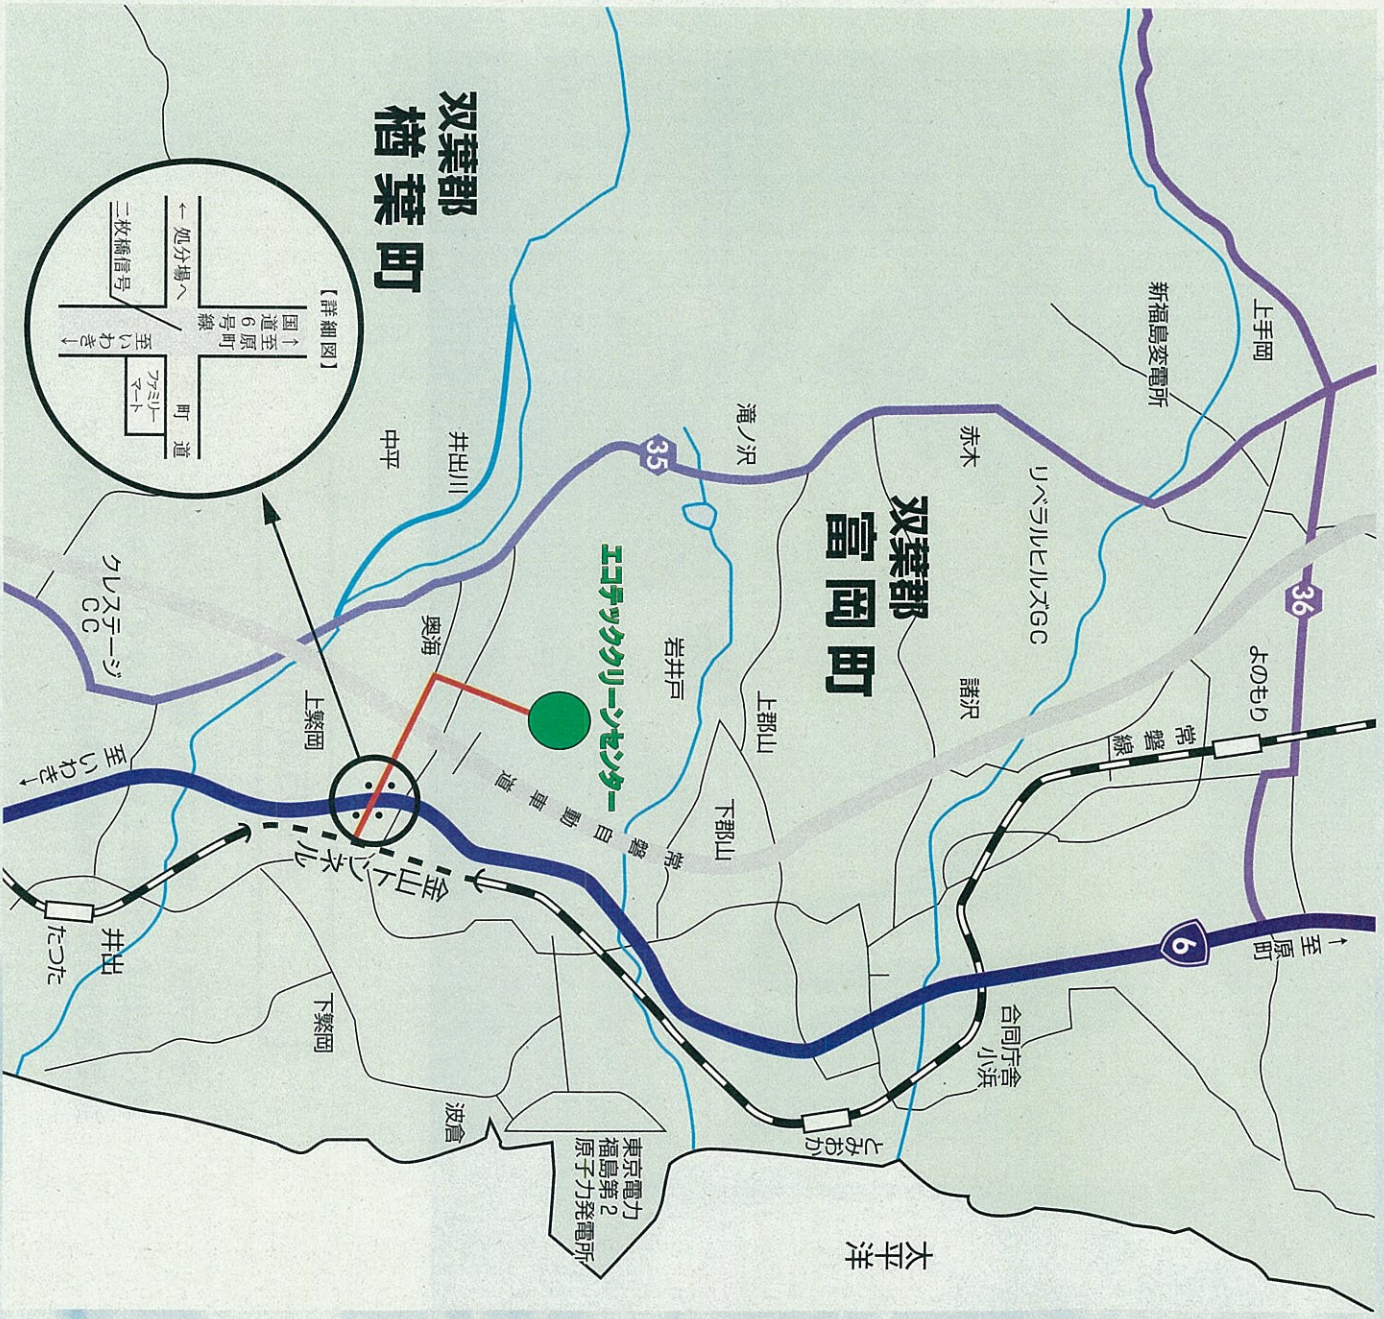 双葉郡
楢葉町
双葉郡
富岡町
エコテッククリーンセンター
【詳細図】
←処分場へ
二枚橋信号
↑至原町
国道6号線
至いわき↓
ファミリーマート
町道
上手岡
新福島変電所
赤木
滝ノ沢
リベラルヒルズGC
35
36
6
井出川
中平
クレステージCC
奥海
岩井戸
上郡山
下郡山
諸沢
よのもり
常磐線
上繁岡
至いわき↓
常磐自動車道
金山トンネル
たつた
井出
下繁岡
波倉
東京電力
福島第2
原子力発電所
とみおか
合同庁舎
小浜
↑至原町
太平洋